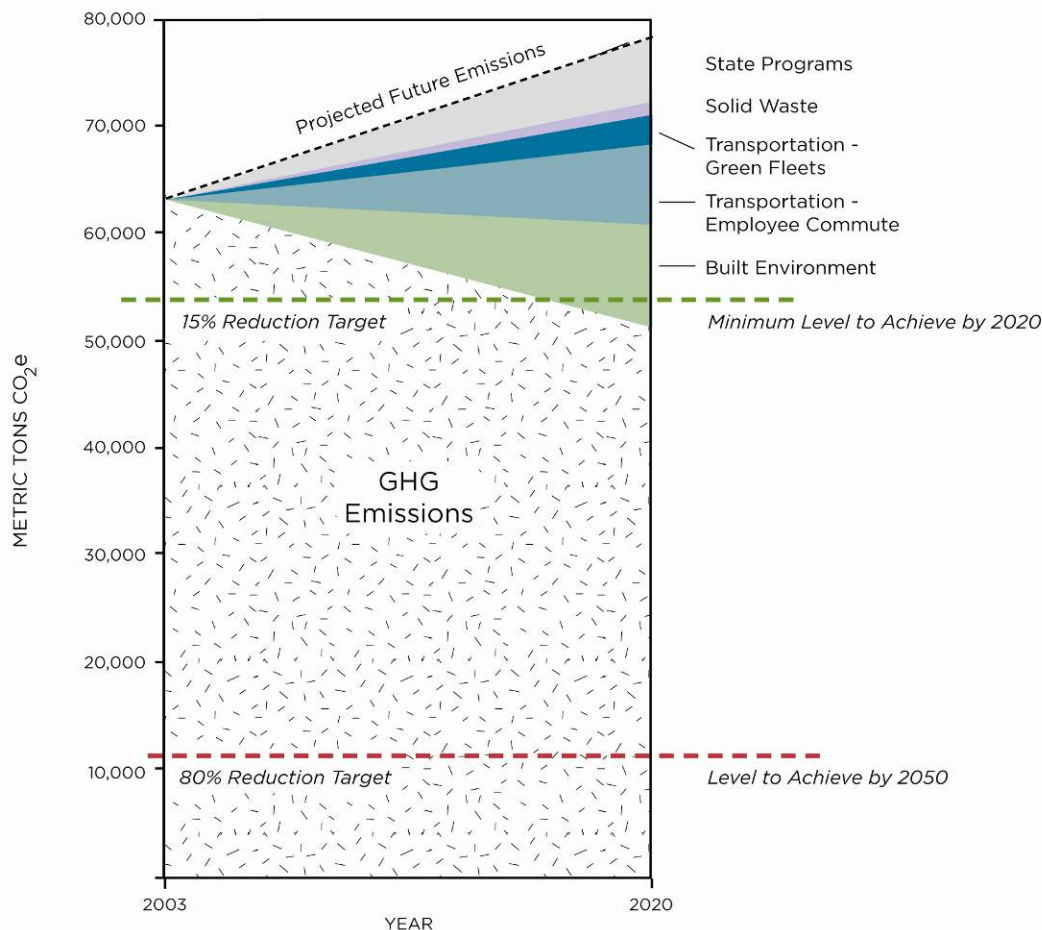 80,000
70,000
60,000
50,000
40,000
30,000
20,000
10,000
METRIC TONS CO2e
Projected Future Emissions
State Programs
Solid Waste
Transportation -
Green Fleets
Transportation -
Employee Commute
Built Environment
15% Reduction Target
Minimum Level to Achieve by 2020
GHG
Emissions
80% Reduction Target
Level to Achieve by 2050
2003
2020
YEAR